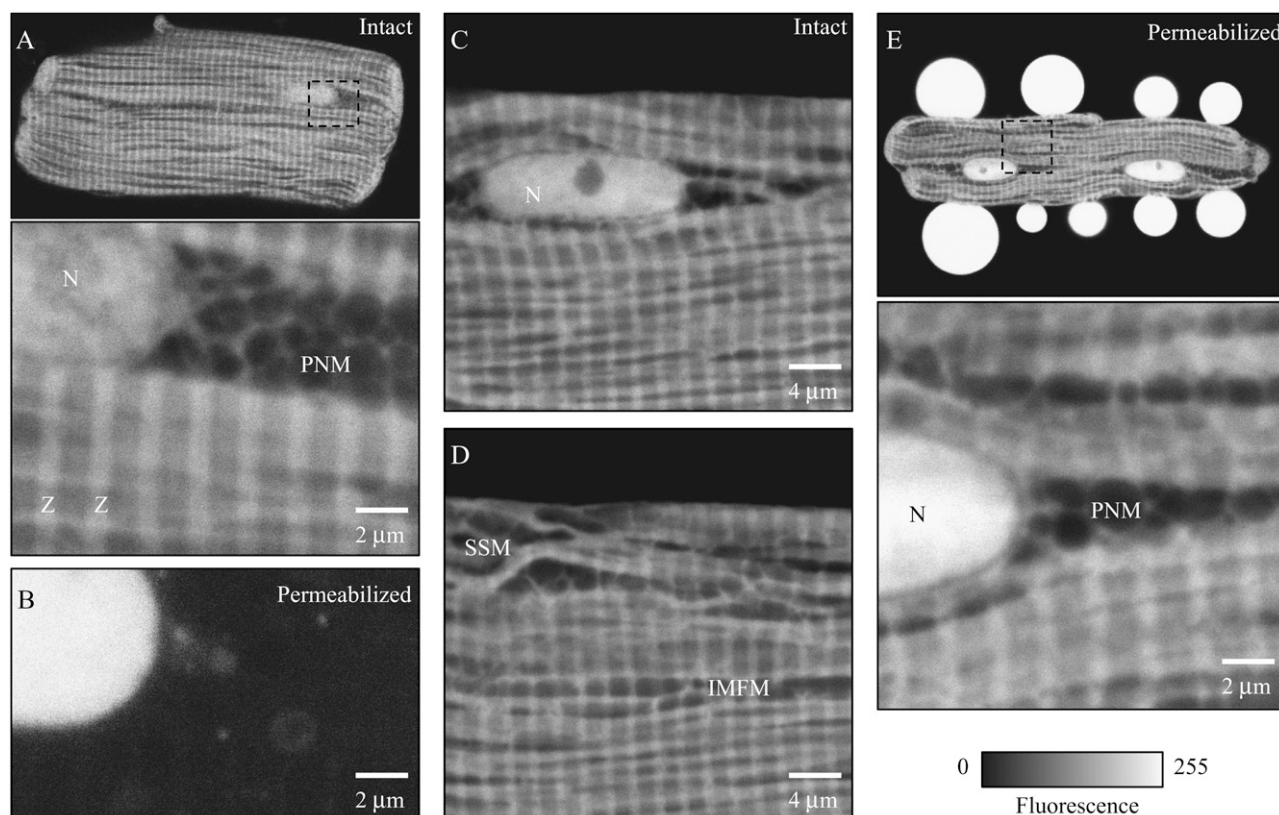 A
Intact
N
PNM
Z
Z
2 μm
B
Permeabilized
2 μm
C
Intact
N
4 μm
D
SSM
IMFM
4 μm
E
Permeabilized
N
PNM
2 μm
0
255
Fluorescence